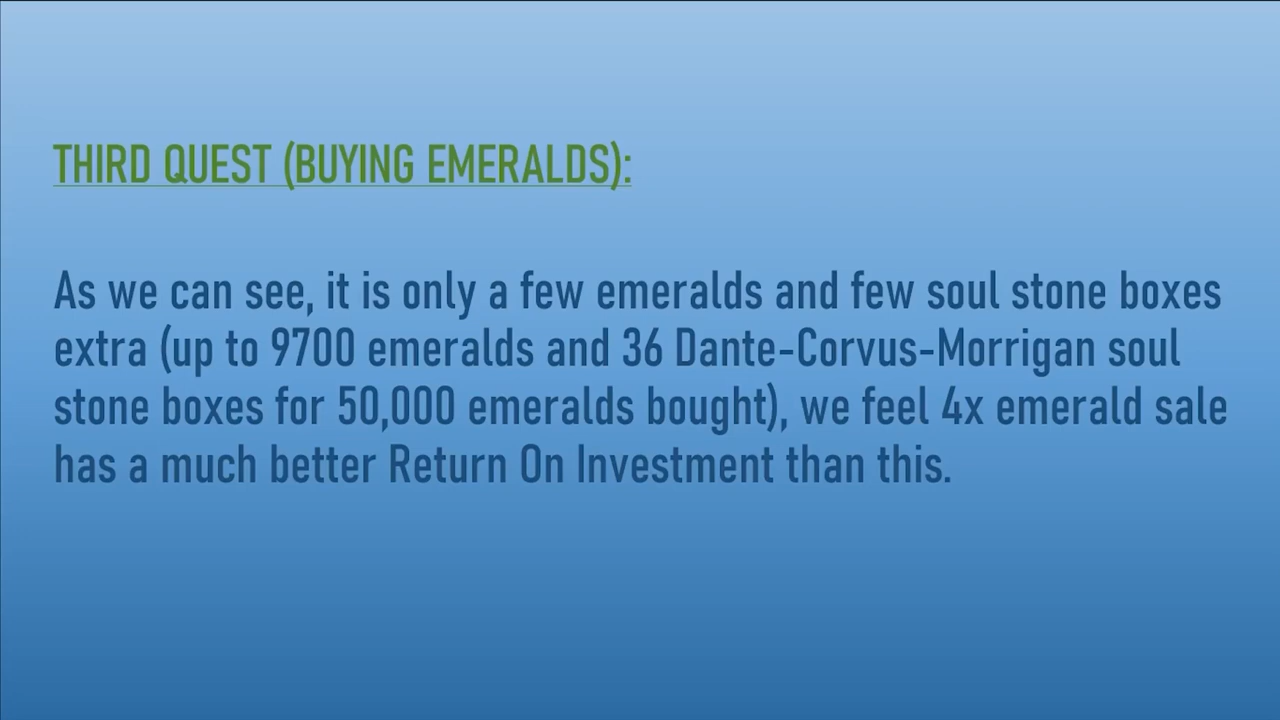 THIRD QUEST (BUYING EMERALDS):
As we can see, it is only a few emeralds and few soul stone boxes
extra (up to 9700 emeralds and 36 Dante-Corvus-Morrigan soul
stone boxes for 50,000 emeralds bought), we feel 4x emerald sale
has a much better Return On Investment than this.